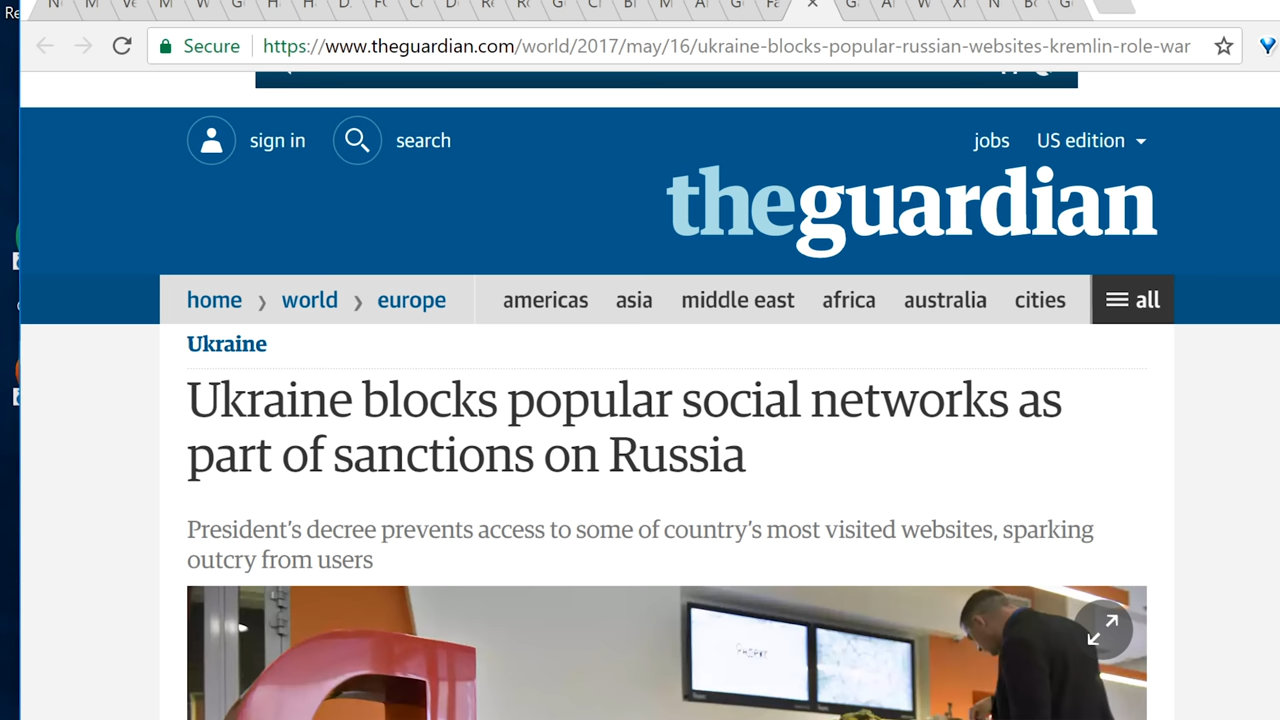 Re
Secure https://www.theguardian.com/world/2017/may/16/ukraine-blocks-popular-russian-websites-kremlin-role-war
sign in search jobs US edition
theguardian
home world europe americas asia middle east africa australia cities all
Ukraine
Ukraine blocks popular social networks as
part of sanctions on Russia
President's decree prevents access to some of country's most visited websites, sparking
outcry from users
Яндекс